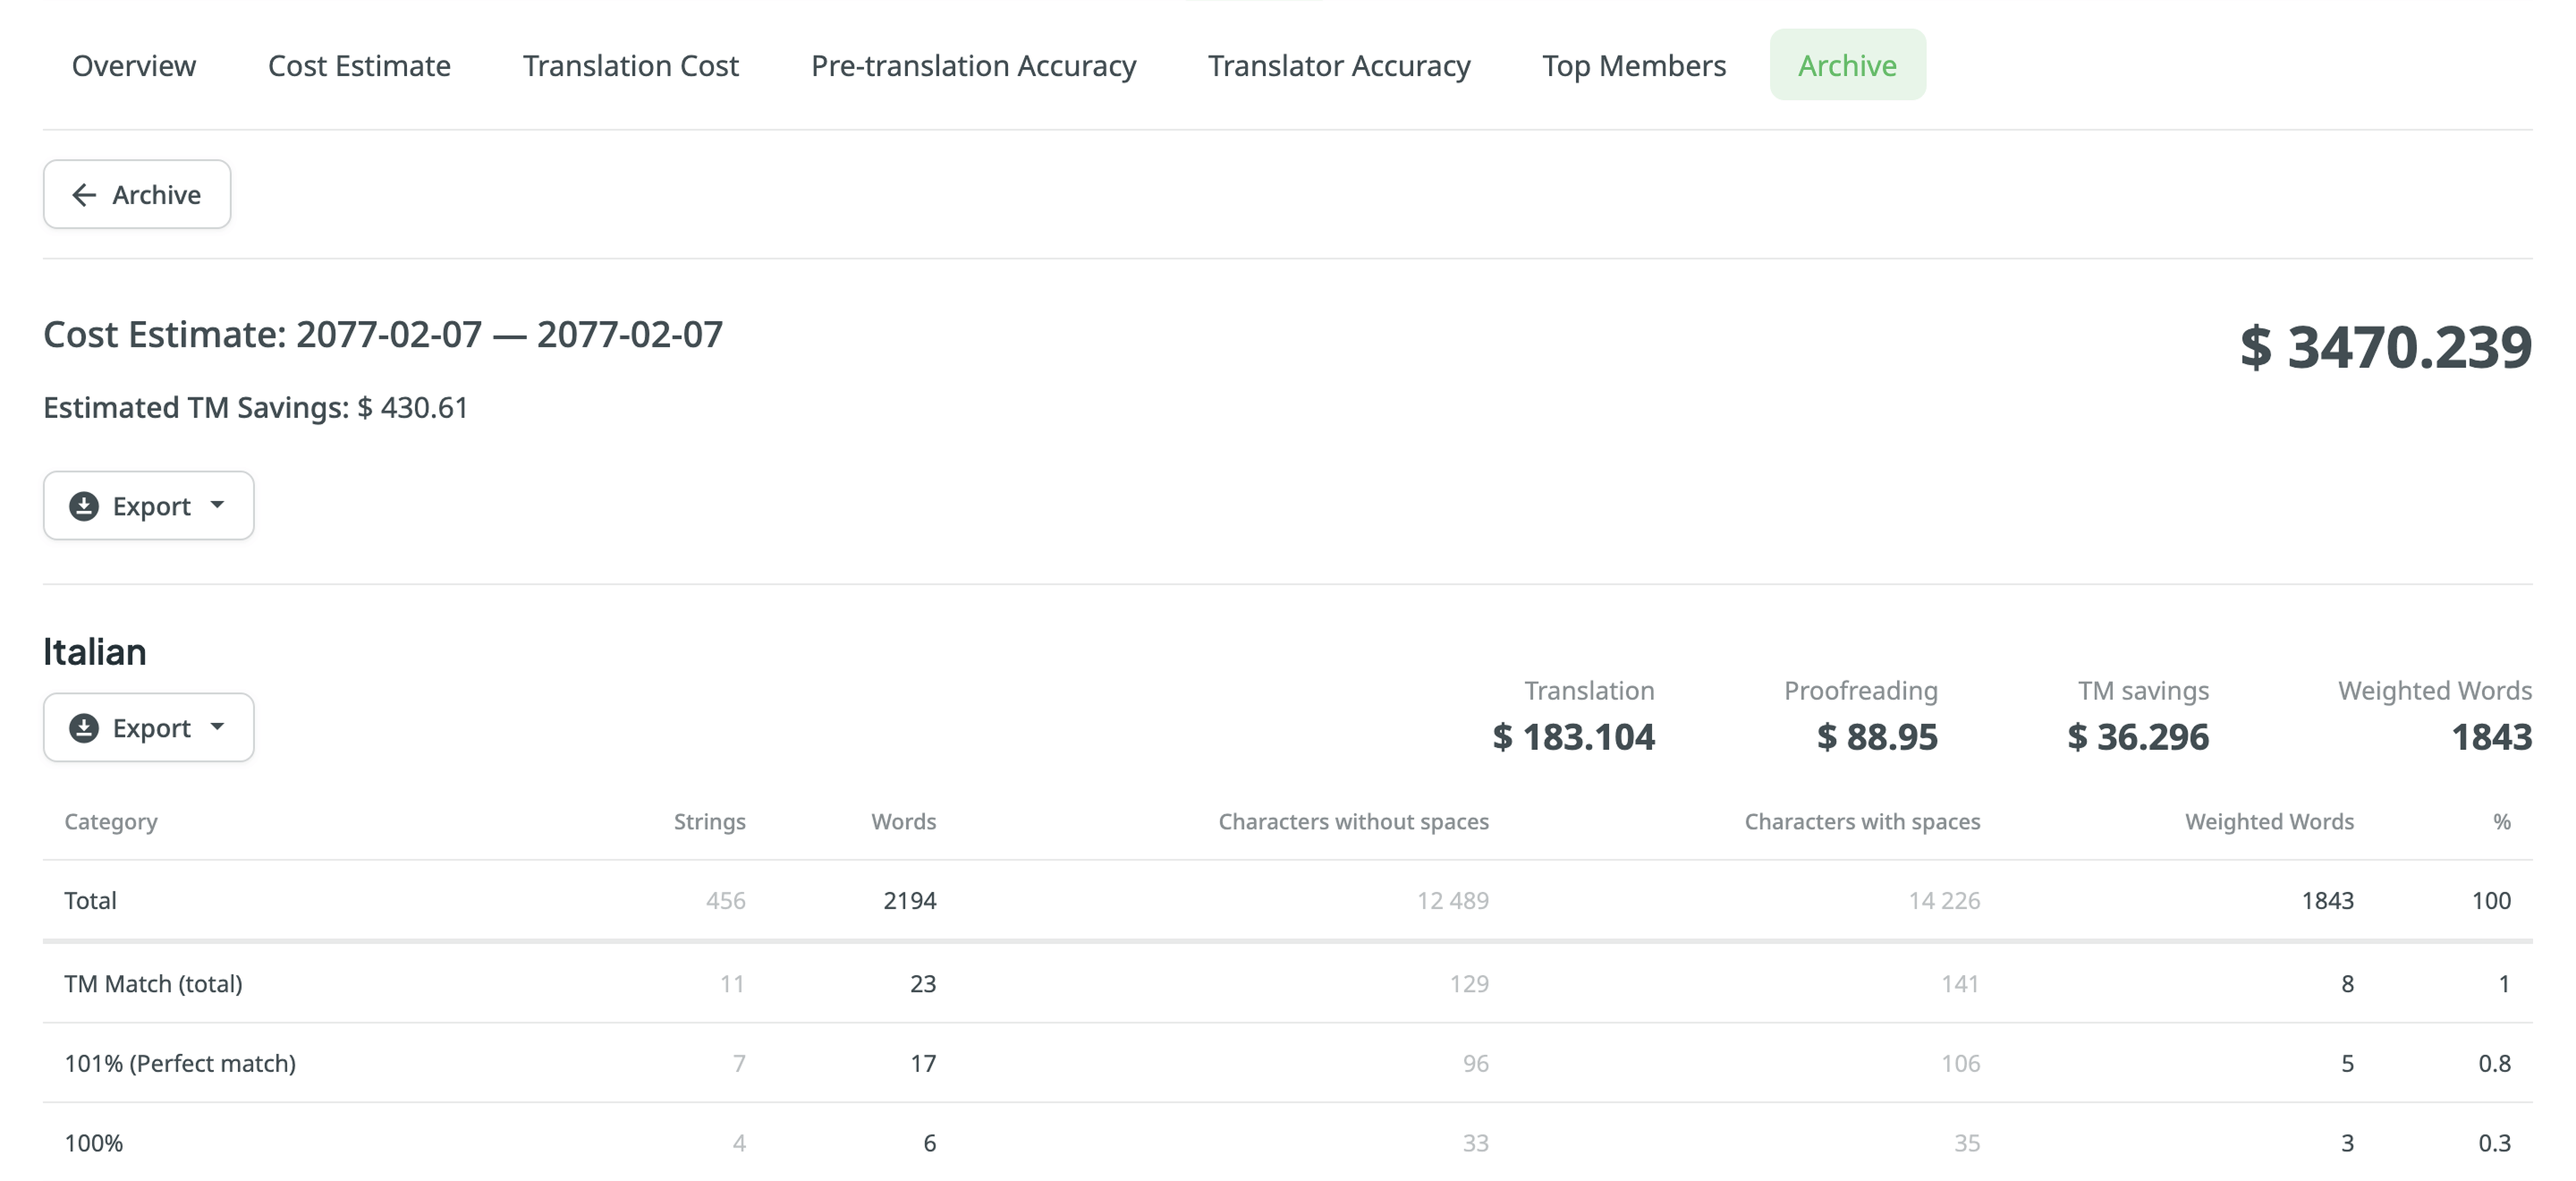 Overview Cost Estimate Translation Cost Pre-translation Accuracy Translator Accuracy Top Members Archive
Archive
Cost Estimate: 2077-02-07 — 2077-02-07 $ 3470.239
Estimated TM Savings: $ 430.61
Export
Italian
Translation Proofreading TM savings Weighted Words
Export $ 183.104 $ 88.95 $ 36.296 1843
Category Strings Words Characters without spaces Characters with spaces Weighted Words %
Total 456 2194 12 489 14 226 1843 100
TM Match (total) 11 23 129 141 8 1
101% (Perfect match) 7 17 96 106 5 0.8
100% 4 6 33 35 3 0.3